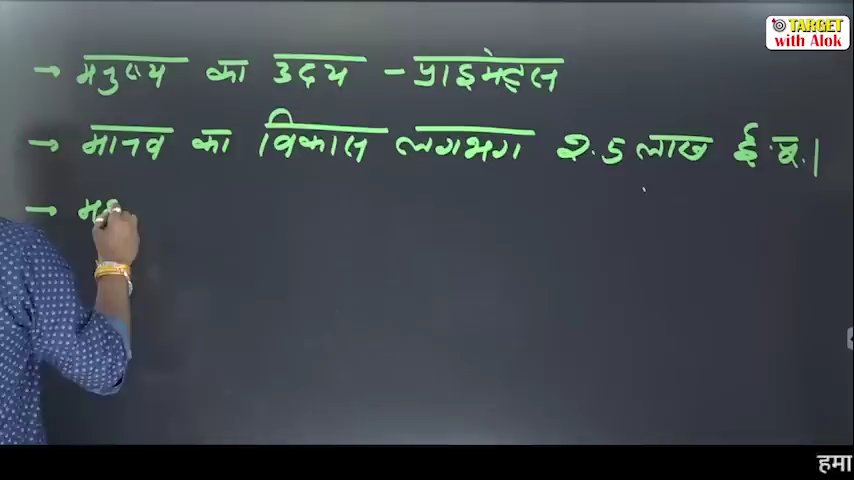 TARGET
with Alok
→ मनुष्य का उदय – प्राइमेट्स
→ मानव का विकास लगभग 2.5 लाख ई.पू.।
→
हमा